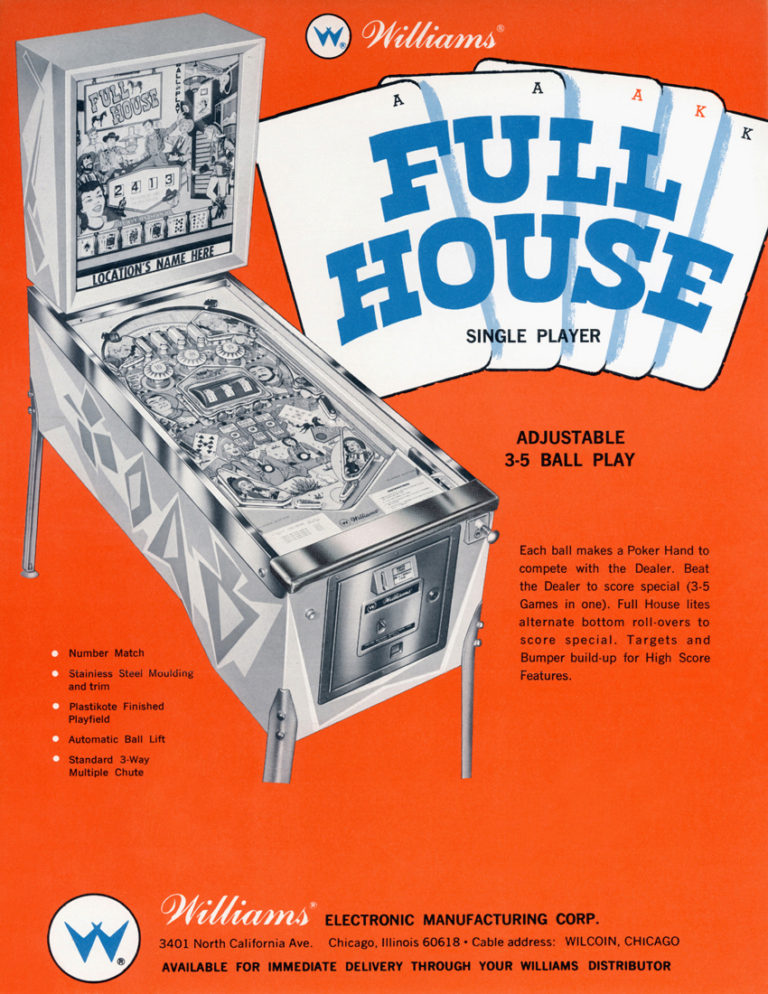 W®
Williams®
A
A
A
K
K
FULL
HOUSE
SINGLE PLAYER
FULL
HOUSE
2 4 1 3
LOCATION'S NAME HERE
Williams
Williams
ADJUSTABLE
3-5 BALL PLAY
Each ball makes a Poker Hand to
compete with the Dealer. Beat
the Dealer to score special (3-5
Games in one). Full House lites
alternate bottom roll-overs to
score special. Targets and
Bumper build-up for High Score
Features.
Number Match
Stainless Steel Moulding
and trim
Plastikote Finished
Playfield
Automatic Ball Lift
Standard 3-Way
Multiple Chute
W®
Williams® ELECTRONIC MANUFACTURING CORP.
3401 North California Ave. Chicago, Illinois 60618 • Cable address: WILCOIN, CHICAGO
AVAILABLE FOR IMMEDIATE DELIVERY THROUGH YOUR WILLIAMS DISTRIBUTOR